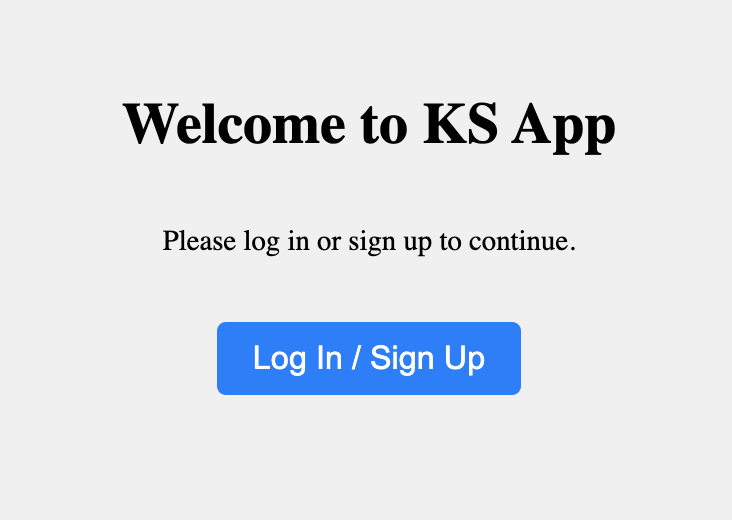 Welcome to KS App
Please log in or sign up to continue.
Log In / Sign Up